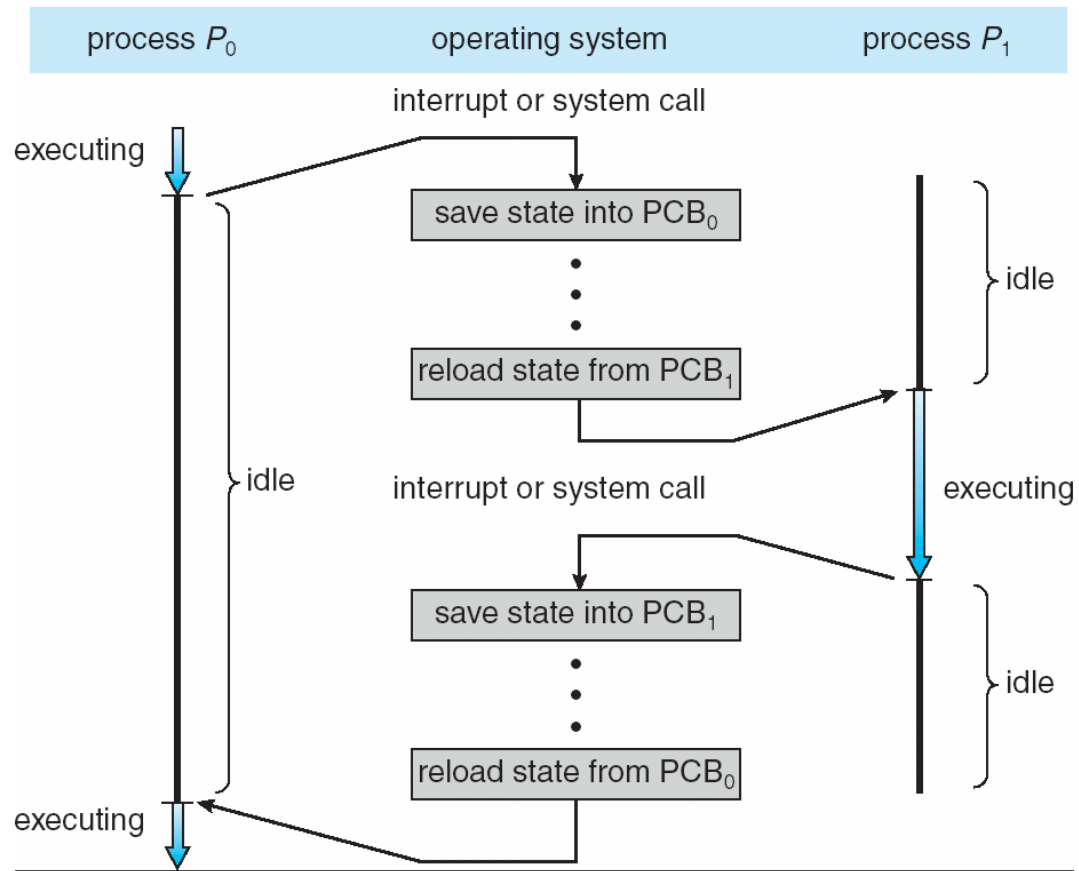 process P₀ operating system process P₁
interrupt or system call
executing
save state into PCB₀
idle
reload state from PCB₁
idle
interrupt or system call
executing
save state into PCB₁
idle
reload state from PCB₀
executing